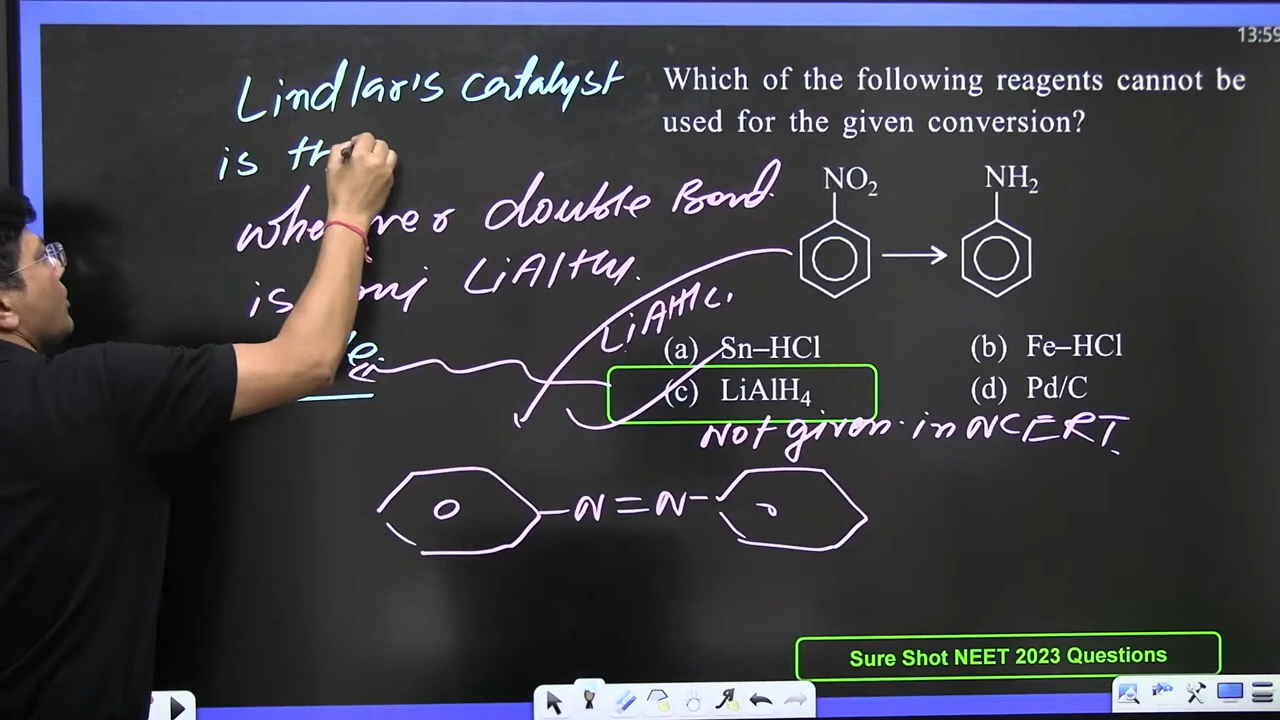 13:59
Lindlar's catalyst
is th
double Bond
is LiAlH4.
LiAlH4.
Which of the following reagents cannot be
used for the given conversion?
NO2
NH2
(a) Sn–HCl
(b) Fe–HCl
(c) LiAlH4
(d) Pd/C
Not given in NCERT.
N=N
Sure Shot NEET 2023 Questions